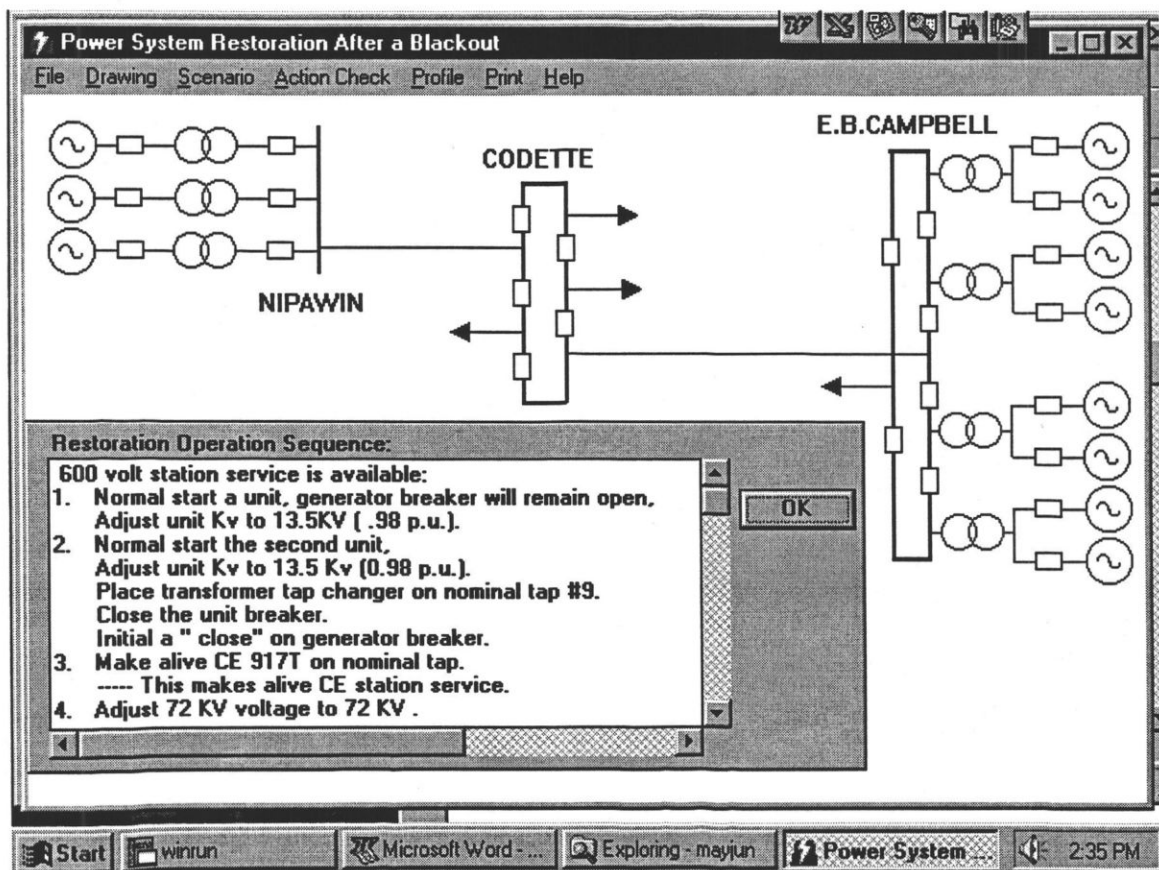 Power System Restoration After a Blackout
File Drawing Scenario Action Check Profile Print Help
E.B.CAMPBELL
CODETTE
NIPAWIN
Restoration Operation Sequence:
600 volt station service is available:
1. Normal start a unit, generator breaker will remain open,
Adjust unit Kv to 13.5KV ( .98 p.u.).
2. Normal start the second unit,
Adjust unit Kv to 13.5 Kv (0.98 p.u.).
Place transformer tap changer on nominal tap #9.
Close the unit breaker.
Initial a " close" on generator breaker.
3. Make alive CE 917T on nominal tap.
----- This makes alive CE station service.
4. Adjust 72 KV voltage to 72 KV .
OK
Start winrun Microsoft Word - ... Exploring - mayjun Power System ... 2:35 PM